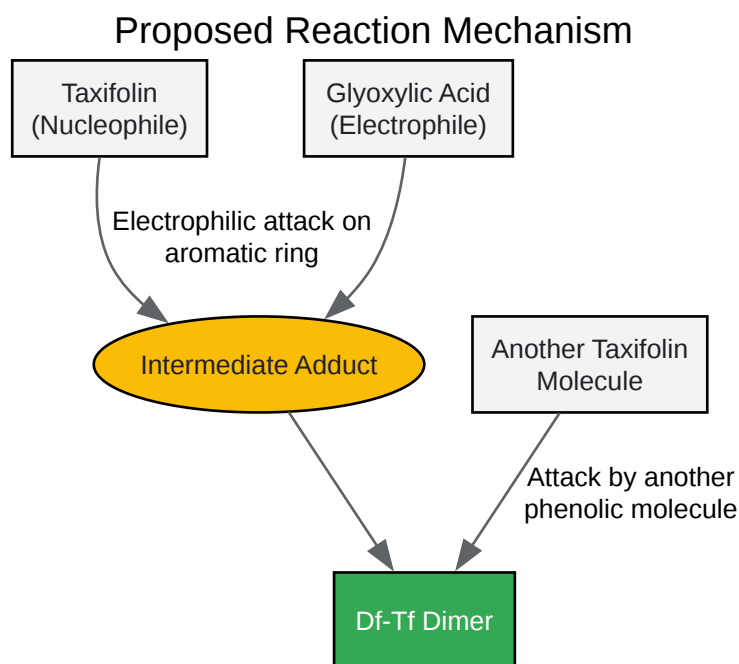 Proposed Reaction Mechanism
Taxifolin
(Nucleophile)
Glyoxylic Acid
(Electrophile)
Electrophilic attack on
aromatic ring
Intermediate Adduct
Another Taxifolin
Molecule
Attack by another
phenolic molecule
Df-Tf Dimer